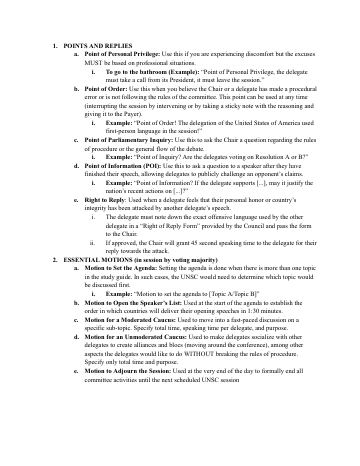 1. POINTS AND REPLIES
a. Point of Personal Privilege: Use this if you are experiencing discomfort but the excuses
MUST be based on professional situations.
i. To go to the bathroom (Example): "Point of Personal Privilege, the delegate
must take a call from its President, it must leave the session."
b. Point of Order: Use this when you believe the Chair or a delegate has made a procedural
error or is not following the rules of the committee. This point can be used at any time
(interrupting the session by intervening or by taking a sticky note with the reasoning and
giving it to the Payer).
i. Example: "Point of Order! The delegation of the United States of America used
first-person language in the session!"
c. Point of Parliamentary Inquiry: Use this to ask the Chair a question regarding the rules
of procedure or the general flow of the debate.
i. Example: "Point of Inquiry? Are the delegates voting on Resolution A or B?"
d. Point of Information (POI): Use this to ask a question to a speaker after they have
finished their speech, allowing delegates to publicly challenge an opponent's claims.
i. Example: "Point of Information? If the delegate supports [...], may it justify the
nation's recent actions on [...]?"
e. Right to Reply: Used when a delegate feels that their personal honor or country's
integrity has been attacked by another delegate's speech.
i. The delegate must note down the exact offensive language used by the other
delegate in a "Right of Reply Form" provided by the Council and pass the form
to the Chair.
ii. If approved, the Chair will grant 45 second speaking time to the delegate for their
reply towards the attack.
2. ESSENTIAL MOTIONS (in session by voting majority)
a. Motion to Set the Agenda: Setting the agenda is done when there is more than one topic
in the study guide. In such cases, the UNSC would need to determine which topic would
be discussed first.
i. Example: "Motion to set the agenda to [Topic A/Topic B]"
b. Motion to Open the Speaker's List: Used at the start of the agenda to establish the
order in which countries will deliver their opening speeches in 1:30 minutes.
c. Motion for a Moderated Caucus: Used to move into a fast-paced discussion on a
specific sub-topic. Specify total time, speaking time per delegate, and purpose.
d. Motion for an Unmoderated Caucus: Used to make delegates socialize with other
delegates to create alliances and blocs (moving around the conference), among other
aspects the delegates would like to do WITHOUT breaking the rules of procedure.
Specify only total time and purpose.
e. Motion to Adjourn the Session: Used at the very end of the day to formally end all
committee activities until the next scheduled UNSC session